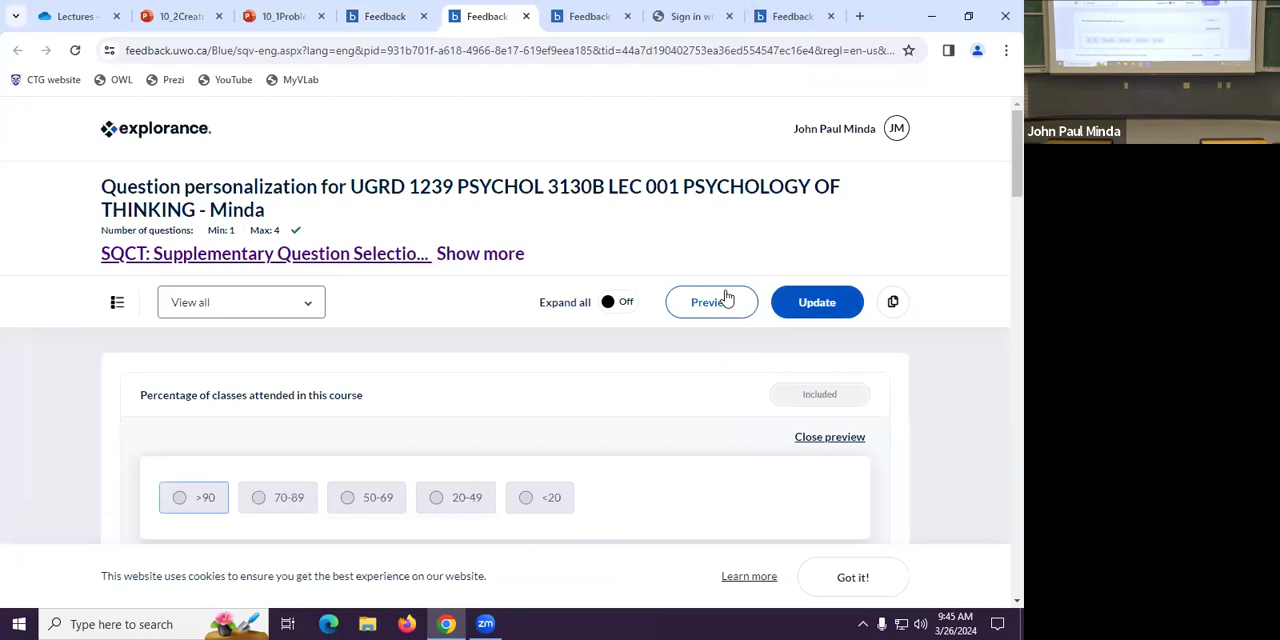 Lectures -
10_2Creati
10_1Proble
Feedback
Feedback
Feedback
Sign in wi
Feedback
feedback.uwo.ca/Blue/sqv-eng.aspx?lang=eng&pid=931b70f3-a618-4966-8e17-619ef9eea185&tid=44a7d190402753ea36ed554547ec16e4&regl=en-us&...
CTG website
OWL
Prezi
YouTube
MyVLab
explorance.
John Paul Minda JM
Question personalization for UGRD 1239 PSYCHOL 3130B LEC 001 PSYCHOLOGY OF
THINKING - Minda
Number of questions: Min: 1 Max: 4
SQCT: Supplementary Question Selectio... Show more
View all
Expand all Off
Preview
Update
Percentage of classes attended in this course
Included
Close preview
>90
70-89
50-69
20-49
<20
This website uses cookies to ensure you get the best experience on our website.
Learn more
Got it!
Type here to search
zm
9:45 AM
3/26/2024
John Paul Minda